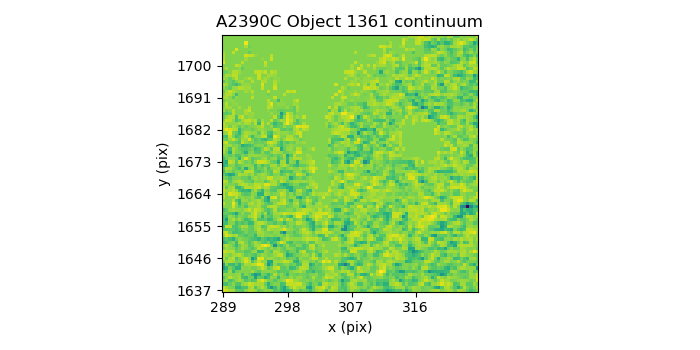 A2390C Object 1361 continuum
1700
1691
1682
1673
1664
1655
1646
1637
y (pix)
289 298 307 316
x (pix)